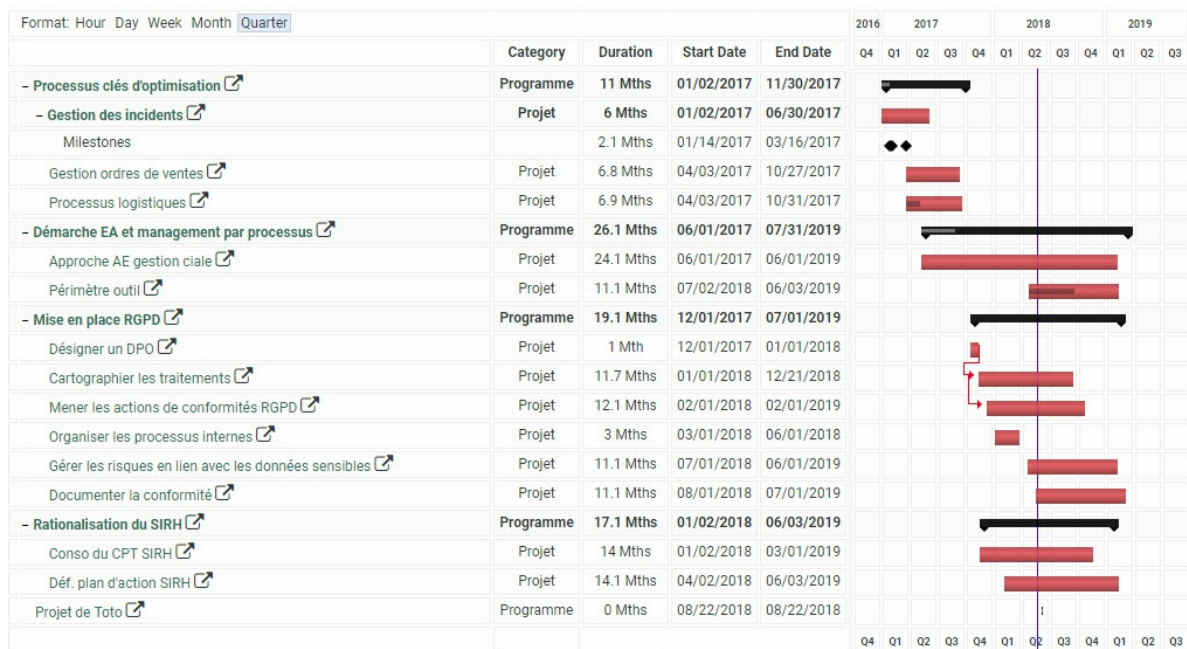 Format: Hour Day Week Month Quarter 2016 2017 2018 2019
Category Duration Start Date End Date Q4 Q1 Q2 Q3 Q4 Q1 Q2 Q3 Q4 Q1 Q2 Q3
– Processus clés d'optimisation Programme 11 Mths 01/02/2017 11/30/2017
– Gestion des incidents Projet 6 Mths 01/02/2017 06/30/2017
Milestones 2.1 Mths 01/14/2017 03/16/2017
Gestion ordres de ventes Projet 6.8 Mths 04/03/2017 10/27/2017
Processus logistiques Projet 6.9 Mths 04/03/2017 10/31/2017
– Démarche EA et management par processus Programme 26.1 Mths 06/01/2017 07/31/2019
Approche AE gestion ciale Projet 24.1 Mths 06/01/2017 06/01/2019
Périmètre outil Projet 11.1 Mths 07/02/2018 06/03/2019
– Mise en place RGPD Programme 19.1 Mths 12/01/2017 07/01/2019
Désigner un DPO Projet 1 Mth 12/01/2017 01/01/2018
Cartographier les traitements Projet 11.7 Mths 01/01/2018 12/21/2018
Mener les actions de conformités RGPD Projet 12.1 Mths 02/01/2018 02/01/2019
Organiser les processus internes Projet 3 Mths 03/01/2018 06/01/2018
Gérer les risques en lien avec les données sensibles Projet 11.1 Mths 07/01/2018 06/01/2019
Documenter la conformité Projet 11.1 Mths 08/01/2018 07/01/2019
– Rationalisation du SIRH Programme 17.1 Mths 01/02/2018 06/03/2019
Conso du CPT SIRH Projet 14 Mths 01/02/2018 03/01/2019
Déf. plan d'action SIRH Projet 14.1 Mths 04/02/2018 06/03/2019
Projet de Toto Programme 0 Mths 08/22/2018 08/22/2018
Q4 Q1 Q2 Q3 Q4 Q1 Q2 Q3 Q4 Q1 Q2 Q3